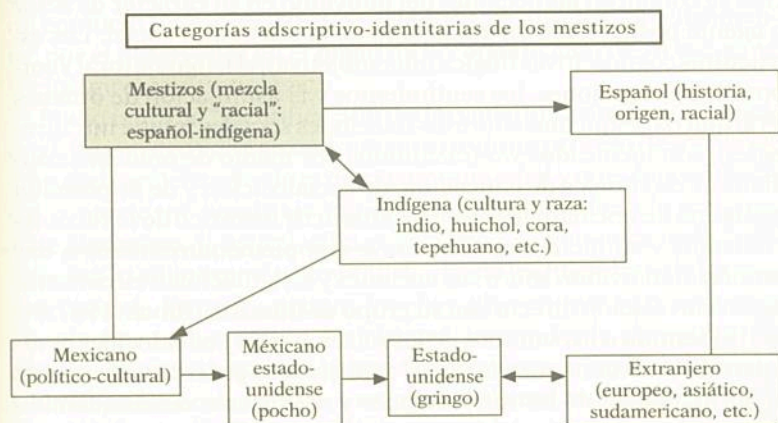 Categorías adscriptivo-identitarias de los mestizos
Mestizos (mezcla
cultural y “racial”:
español-indígena)
Español (historia,
origen, racial)
Indígena (cultura y raza:
indio, huichol, cora,
tepehuano, etc.)
Mexicano
(político-cultural)
Méxicano
estado-
unidense
(pocho)
Estado-
unidense
(gringo)
Extranjero
(europeo, asiático,
sudamericano, etc.)